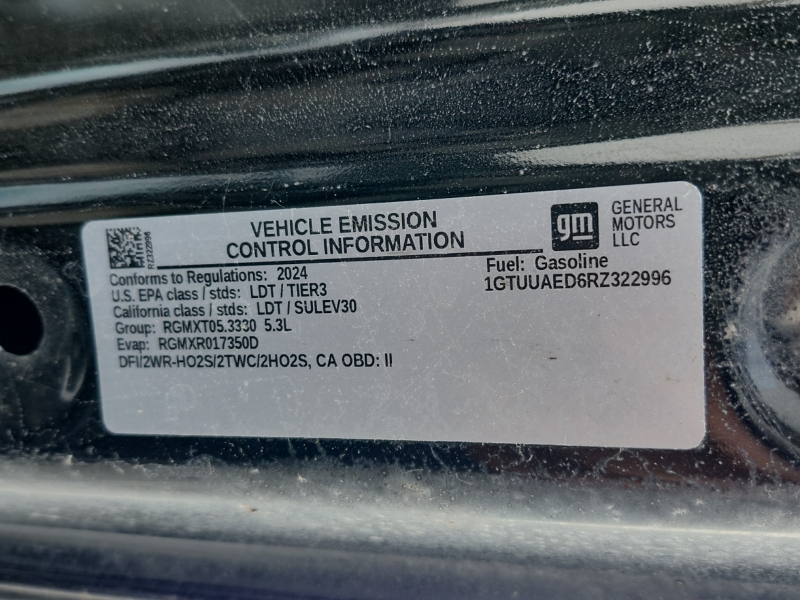 VEHICLE EMISSION
CONTROL INFORMATION
gm
GENERAL
MOTORS
LLC
RZ322996
Conforms to Regulations: 2024
U.S. EPA class / stds: LDT / TIER3
California class / stds: LDT / SULEV30
Group: RGMXT05.3330 5.3L
Evap: RGMXR017350D
DFI/2WR-HO2S/2TWC/2HO2S, CA OBD: II
Fuel: Gasoline
1GTUUAED6RZ322996